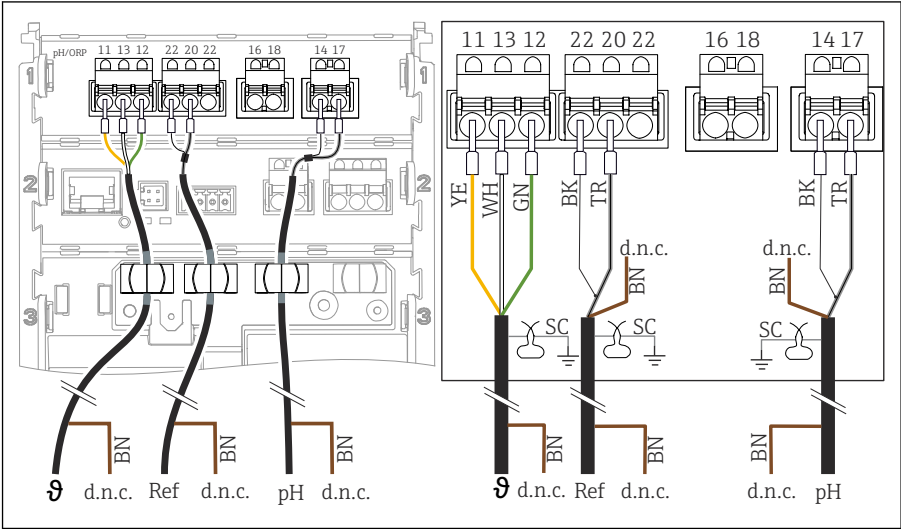 pH/ORP 11 13 12 22 20 22 16 18 14 17
1 1
2 2
3 3
BN BN BN
ϑ d.n.c. Ref d.n.c. pH d.n.c.
11 13 12 22 20 22 16 18 14 17
YE WH GN BK TR BK TR
d.n.c. d.n.c.
BN BN
SC SC SC
BN BN BN
ϑ d.n.c. Ref d.n.c. d.n.c. pH